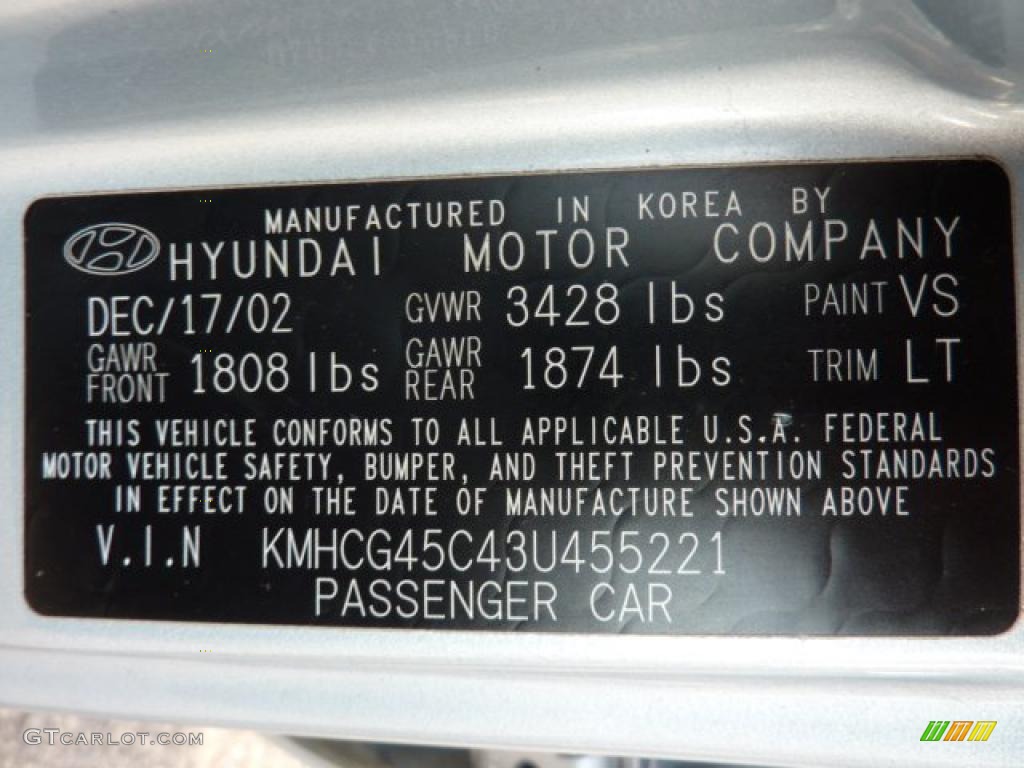 MANUFACTURED IN KOREA BY
HYUNDAI MOTOR COMPANY
DEC/17/02 GVWR 3428 lbs PAINT VS
GAWR FRONT 1808 lbs GAWR REAR 1874 lbs TRIM LT
THIS VEHICLE CONFORMS TO ALL APPLICABLE U.S.A. FEDERAL
MOTOR VEHICLE SAFETY, BUMPER, AND THEFT PREVENTION STANDARDS
IN EFFECT ON THE DATE OF MANUFACTURE SHOWN ABOVE
V.I.N KMHCG45C43U455221
PASSENGER CAR
GTCARLOT.COM